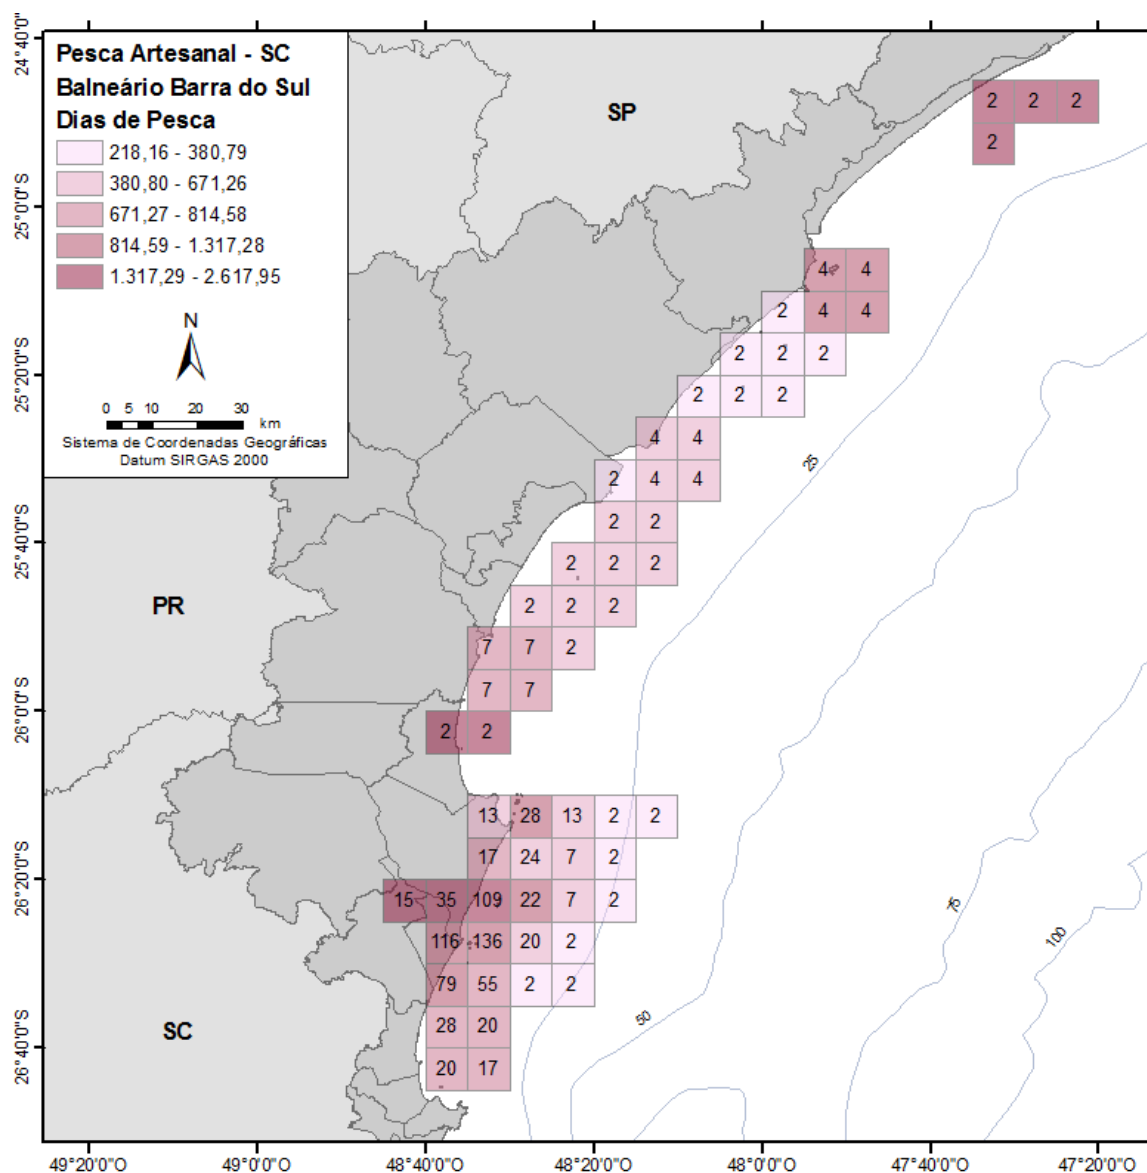 Pesca Artesanal - SC
Balneário Barra do Sul
Dias de Pesca
218,16 - 380,79
380,80 - 671,26
671,27 - 814,58
814,59 - 1.317,28
1.317,29 - 2.617,95
N
0 5 10 20 30
km
Sistema de Coordenadas Geográficas
Datum SIRGAS 2000
24°40'0"
25°0'0"S
25°20'0"S
25°40'0"S
26°0'0"S
26°20'0"S
26°40'0"S
SP
PR
SC
2 2 2
2
4 4
2 4 4
2 2 2
2 2 2
4 4
2 4 4
2 2
2 2 2
2 2 2
7 7 2
7 7
2 2
13 28 13 2 2
17 24 7 2
15 35 109 22 7 2
116 136 20 2
79 55 2 2
28 20
20 17
25
50
75
100
49°20'0"O 49°0'0"O 48°40'0"O 48°20'0"O 48°0'0"O 47°40'0"O 47°20'0"O